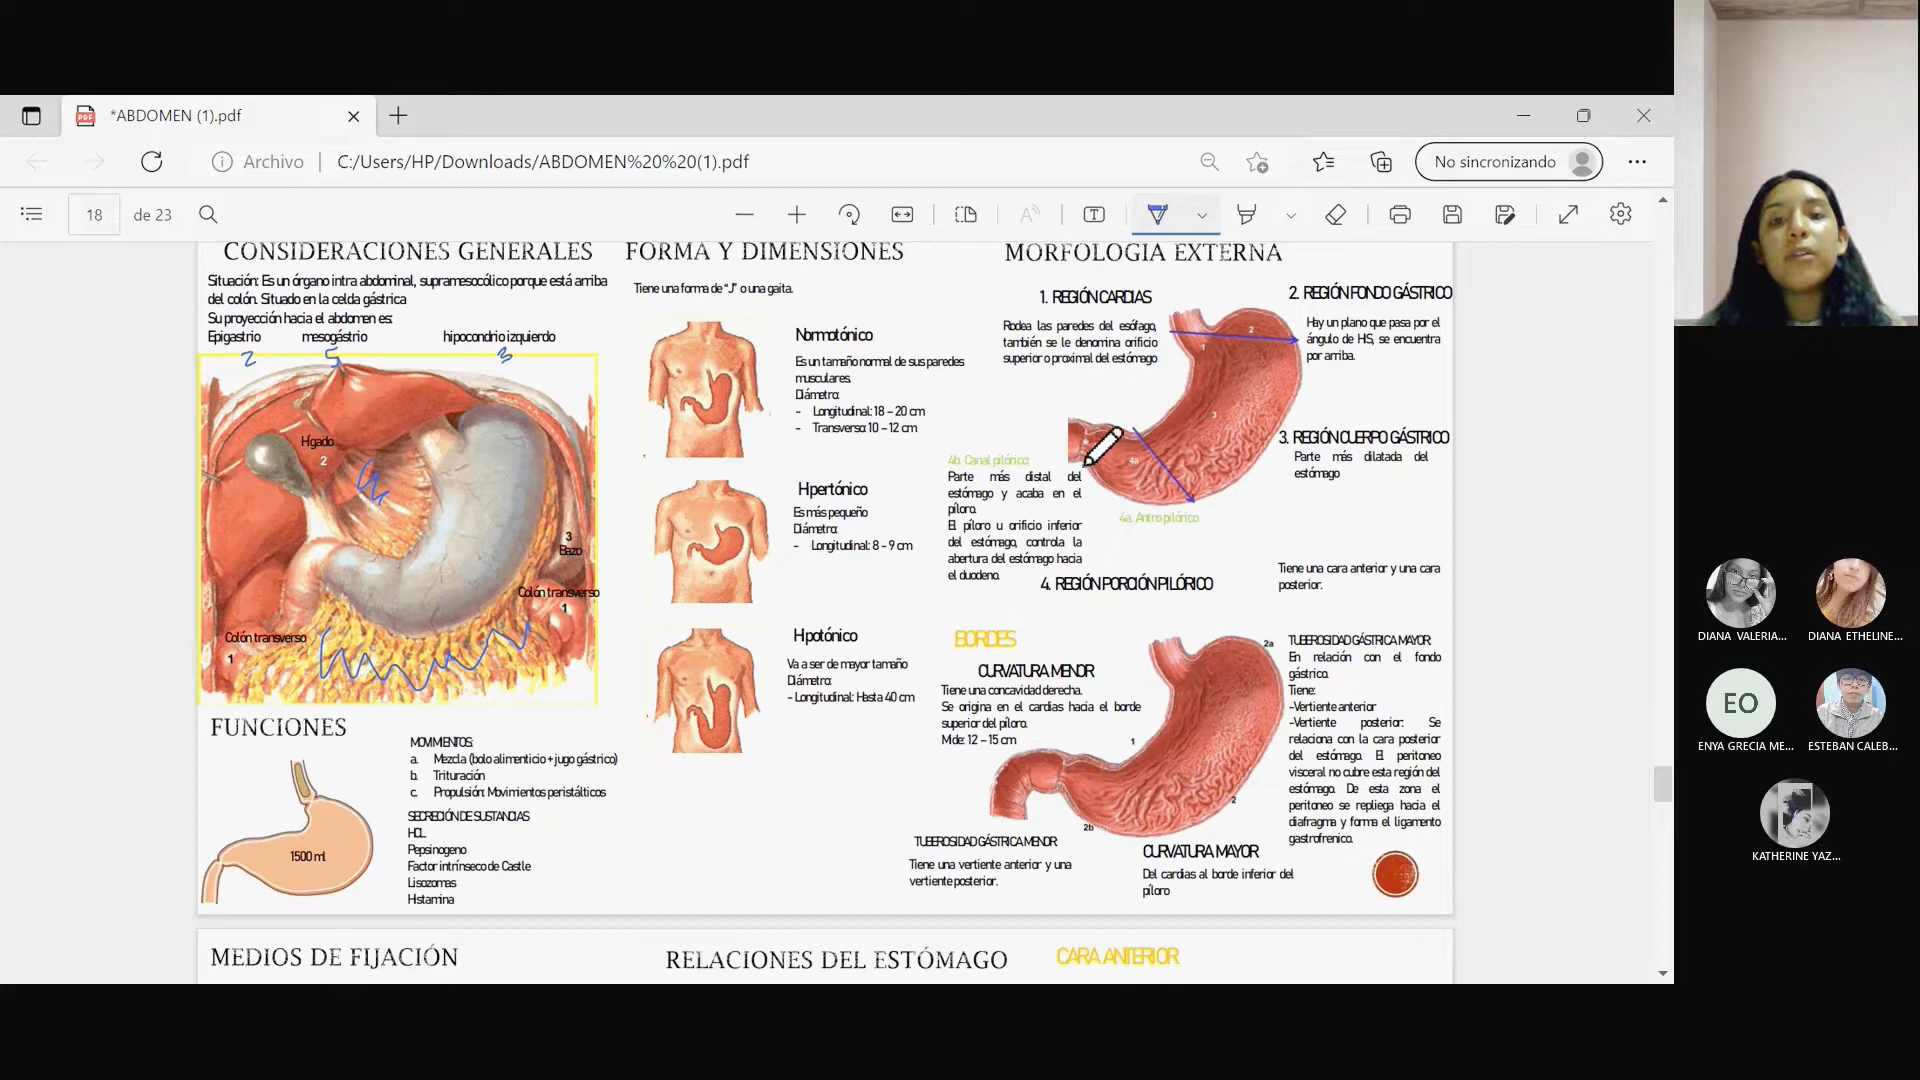 *ABDOMEN (1).pdf
Archivo
C:/Users/HP/Downloads/ABDOMEN%20%20(1).pdf
No sincronizando
18
de 23
CONSIDERACIONES GENERALES
Situación: Es un órgano intra abdominal, supramesocólico porque está arriba
del colón. Situado en la celda gástrica
Su proyección hacia el abdomen es:
Epigastrio mesogástrio hipocondrio izquierdo
2 5 3
Hígado
2
3
Bazo
Colón transverso
1
Colón transverso
1
FUNCIONES
1500 ml
MOVIMIENTOS:
a. Mezcla (bolo alimenticio + jugo gástrico)
b. Trituración
c. Propulsión: Movimientos peristálticos
SECRECIÓN DE SUSTANCIAS
HCL
Pepsinogeno
Factor intrínseco de Castle
Lisozomas
Histamina
FORMA Y DIMENSIONES
Tiene una forma de "J" o una gaita.
Normotónico
Es un tamaño normal de sus paredes
musculares.
Diámetro:
- Longitudinal: 18 – 20 cm
- Transverso: 10 – 12 cm
Hipertónico
Es más pequeño
Diámetro:
- Longitudinal: 8 - 9 cm
Hipotónico
Va a ser de mayor tamaño
Diámetro:
- Longitudinal: Hasta 40 cm
MORFOLOGIA EXTERNA
1. REGIÓN CARDIAS
Rodea las paredes del esófago,
también se le denomina orificio
superior o proximal del estómago
2. REGIÓN FONDO GÁSTRICO
Hay un plano que pasa por el
ángulo de HIS, se encuentra
por arriba.
2
1
3
4a
3. REGIÓN CUERPO GÁSTRICO
Parte más dilatada del
estómago
4b. Canal pilórico:
Parte más distal del
estómago y acaba en el
píloro.
El píloro u orificio inferior
del estómago, controla la
abertura del estómago hacia
el duodeno.
4a. Antro pilórico
4. REGIÓN PORCIÓN PILÓRICO
Tiene una cara anterior y una cara
posterior.
BORDES
CURVATURA MENOR
Tiene una concavidad derecha.
Se origina en el cardias hacia el borde
superior del píloro.
Mide: 12 – 15 cm
2a
1
2
2b
TUBEROSIDAD GÁSTRICA MAYOR
En relación con el fondo
gástrico.
Tiene:
-Vertiente anterior
-Vertiente posterior: Se
relaciona con la cara posterior
del estómago. El peritoneo
visceral no cubre esta región del
estómago. De esta zona el
peritoneo se repliega hacia el
diafragma y forma el ligamento
gastrofrenico.
TUBEROSIDAD GÁSTRICA MENOR
Tiene una vertiente anterior y una
vertiente posterior.
CURVATURA MAYOR
Del cardias al borde inferior del
píloro
MEDIOS DE FIJACIÓN
RELACIONES DEL ESTÓMAGO
CARA ANTERIOR
DIANA VALERIA...
DIANA ETHELINE...
EO
ENYA GRECIA ME...
ESTEBAN CALEB...
KATHERINE YAZ...